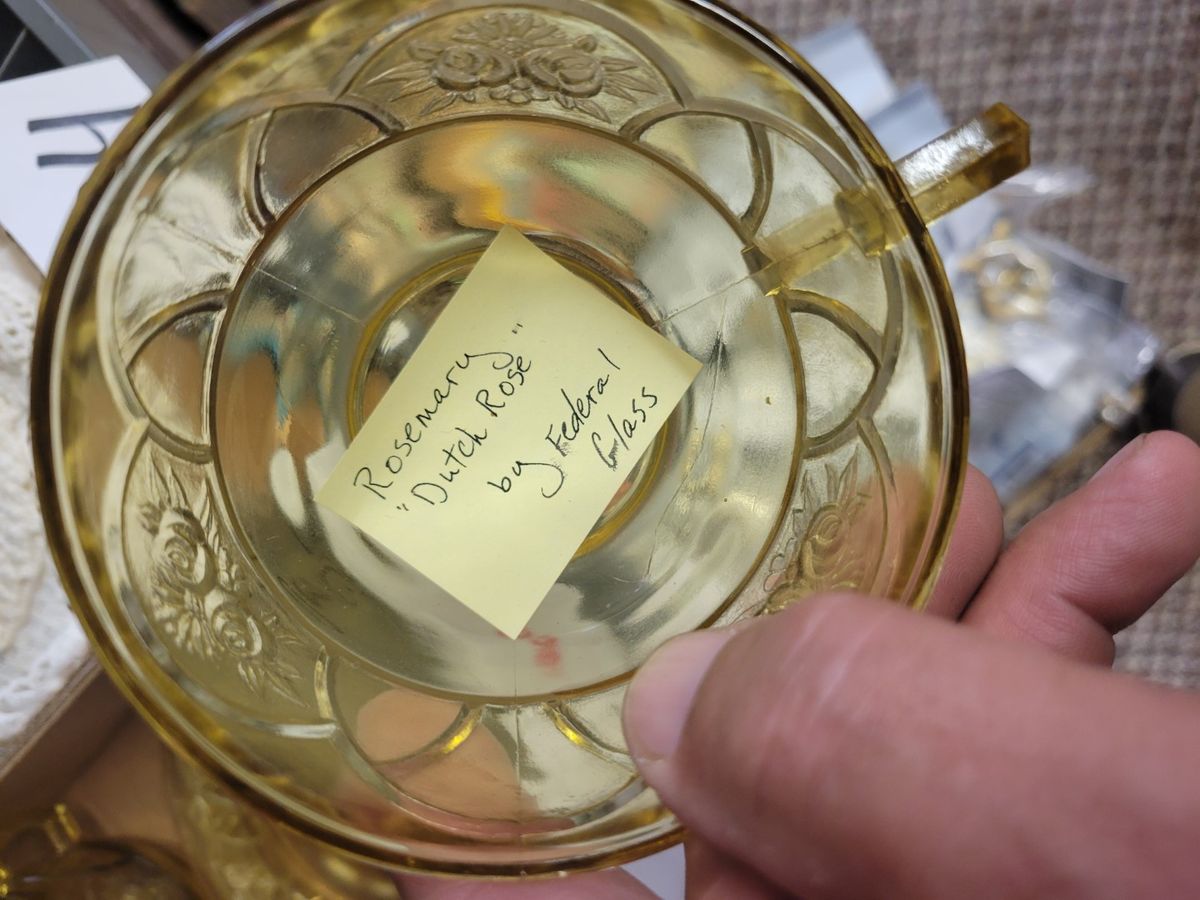 Rosemary
"Dutch Rose"
by Federal
Glass